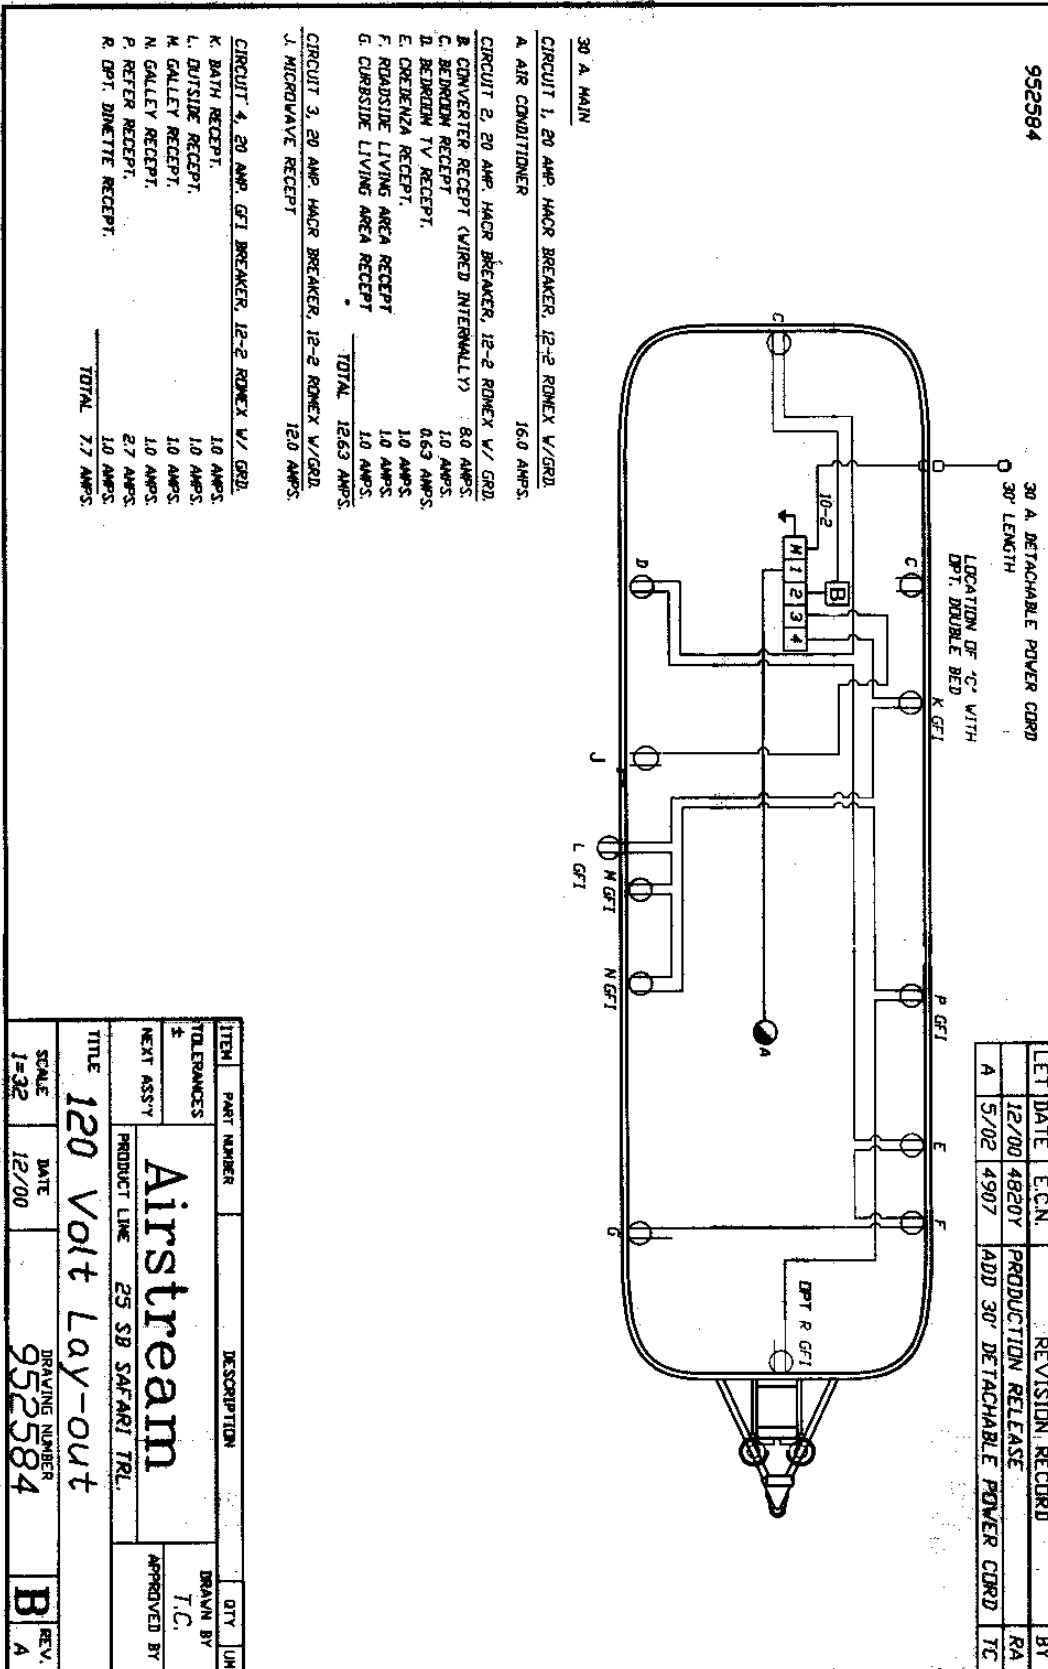 952584
30 A. DETACHABLE POWER CORD
30' LENGTH
LOCATION OF "C" WITH
OPT. DOUBLE BED
LET DATE E.C.N. REVISION RECORD BY
12/00 4820Y PRODUCTION RELEASE RA
A 5/02 4907 ADD 30' DETACHABLE POWER CORD TC
C
C
K GFI
P GFI
E
F
10-2
B
M 1 2 3 4
A
OPT R GFI
D
J
L GFI
M GFI
N GFI
G
30 A. MAIN
CIRCUIT 1, 20 AMP. HACR BREAKER, 12-2 ROMEX W/GRD.
A. AIR CONDITIONER 16.0 AMPS.
CIRCUIT 2, 20 AMP. HACR BREAKER, 12-2 ROMEX W/ GRD.
B. CONVERTER RECEPT (WIRED INTERNALLY) 8.0 AMPS.
C. BEDROOM RECEPT 1.0 AMPS.
D. BEDROOM TV RECEPT. 0.63 AMPS.
E. CREDENZA RECEPT. 1.0 AMPS.
F. ROADSIDE LIVING AREA RECEPT 1.0 AMPS.
G. CURBSIDE LIVING AREA RECEPT 1.0 AMPS.
TOTAL 12.63 AMPS.
CIRCUIT 3, 20 AMP. HACR BREAKER, 12-2 ROMEX W/GRD.
J. MICROWAVE RECEPT 12.0 AMPS.
CIRCUIT 4, 20 AMP. GFI BREAKER, 12-2 ROMEX W/ GRD.
K. BATH RECEPT. 1.0 AMPS.
L. OUTSIDE RECEPT. 1.0 AMPS.
M. GALLEY RECEPT. 1.0 AMPS.
N. GALLEY RECEPT. 1.0 AMPS.
P. REFER RECEPT. 2.7 AMPS.
R. OPT. DINETTE RECEPT. 1.0 AMPS.
TOTAL 7.7 AMPS.
ITEM PART NUMBER DESCRIPTION QTY UM
TOLERANCES
±
NEXT ASS'Y
Airstream
DRAWN BY
T.C.
PRODUCT LINE 25 SB SAFARI TRL.
APPROVED BY
TITLE 120 Volt Lay-out
SCALE
1=32
DATE
12/00
DRAWING NUMBER
952584
B
REV.
A